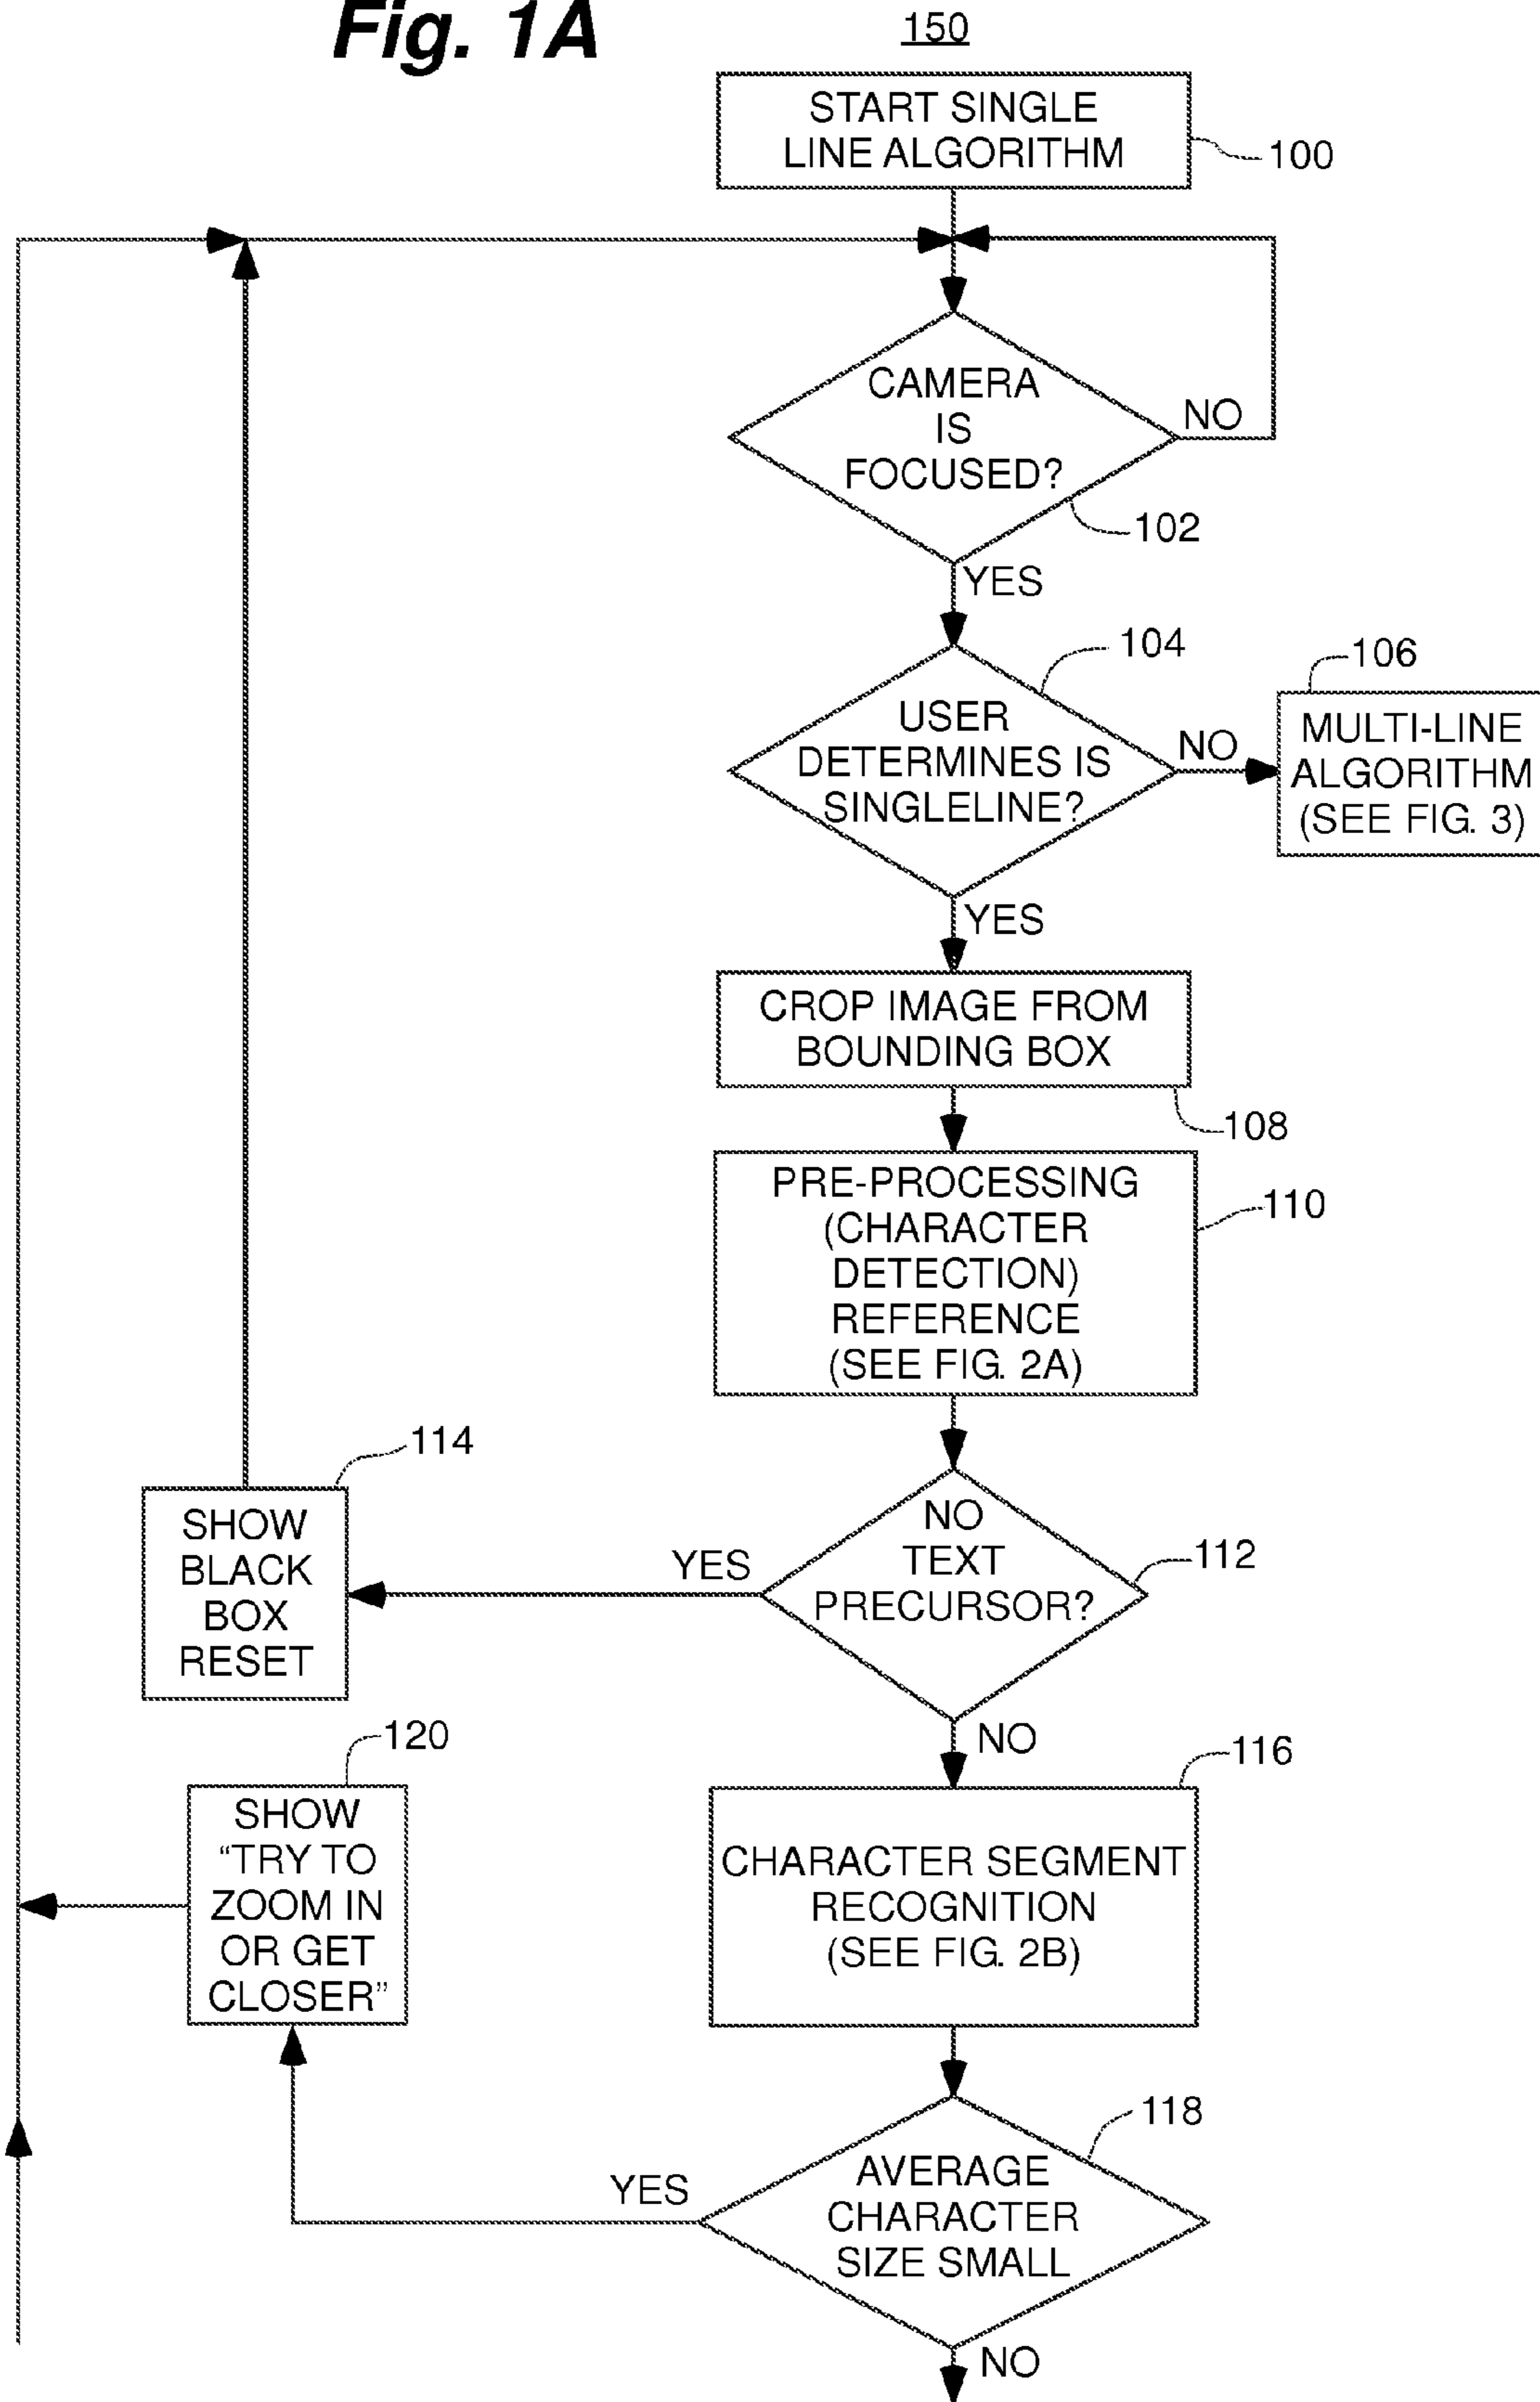 Fig. 1A
150
START SINGLE
LINE ALGORITHM
100
CAMERA
IS
FOCUSED?
NO
102
YES
104
USER
DETERMINES IS
SINGLELINE?
NO
106
MULTI-LINE
ALGORITHM
(SEE FIG. 3)
YES
CROP IMAGE FROM
BOUNDING BOX
108
PRE-PROCESSING
(CHARACTER
DETECTION)
REFERENCE
(SEE FIG. 2A)
110
NO
TEXT
PRECURSOR?
112
YES
114
SHOW
BLACK
BOX
RESET
NO
116
CHARACTER SEGMENT
RECOGNITION
(SEE FIG. 2B)
120
SHOW
“TRY TO
ZOOM IN
OR GET
CLOSER”
118
AVERAGE
CHARACTER
SIZE SMALL
YES
NO